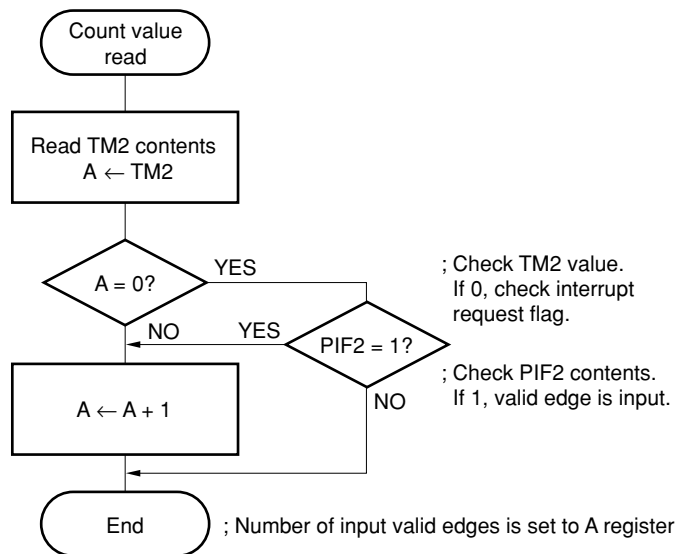 Count value
read
Read TM2 contents
A ← TM2
A = 0?
YES
; Check TM2 value.
If 0, check interrupt
request flag.
NO
YES
PIF2 = 1?
; Check PIF2 contents.
If 1, valid edge is input.
NO
A ← A + 1
End
; Number of input valid edges is set to A register